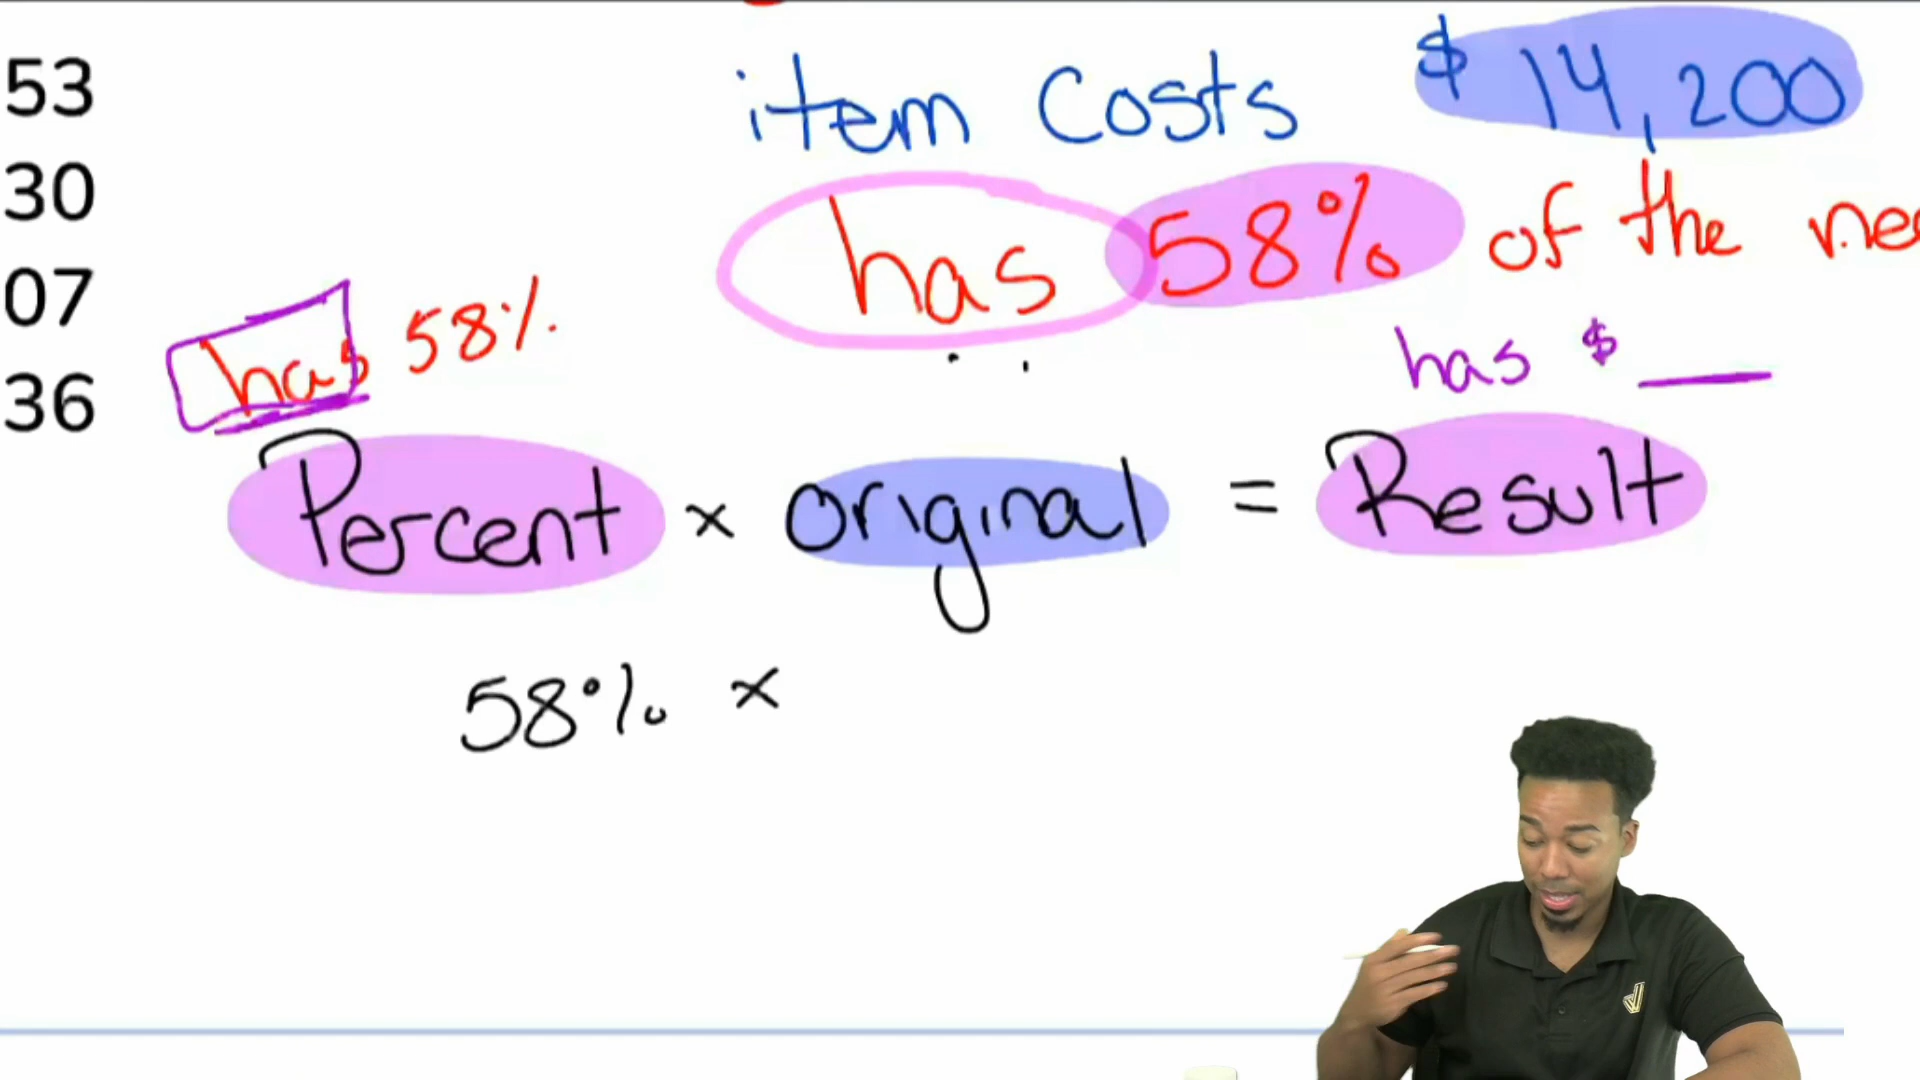 53
item costs $ 14,200
30
has 58% of the
07
has 58%
has $
36
Percent x original = Result
58% x